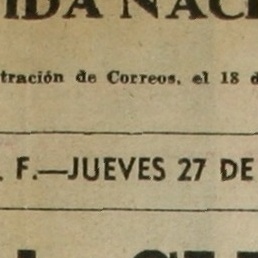 IDA NAC
tración de Correos, el 18 d
. F.—JUEVES 27 DE